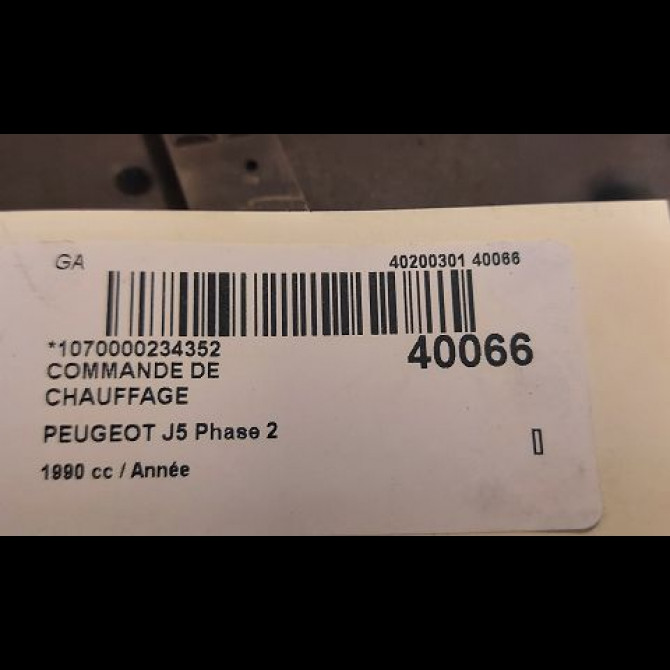 GA
40200301 40066
*1070000234352
40066
COMMANDE DE
CHAUFFAGE
PEUGEOT J5 Phase 2
1990 cc / Année